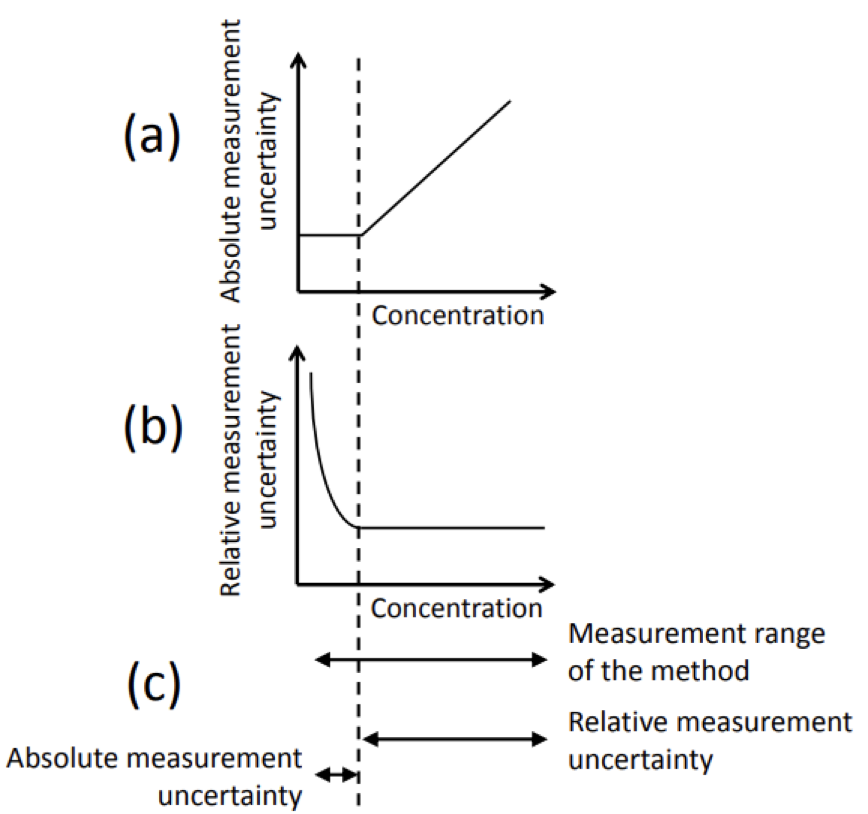 (a)
Absolute measurement
uncertainty
Concentration
(b)
Relative measurement
uncertainty
Concentration
(c)
Measurement range
of the method
Relative measurement
uncertainty
Absolute measurement
uncertainty